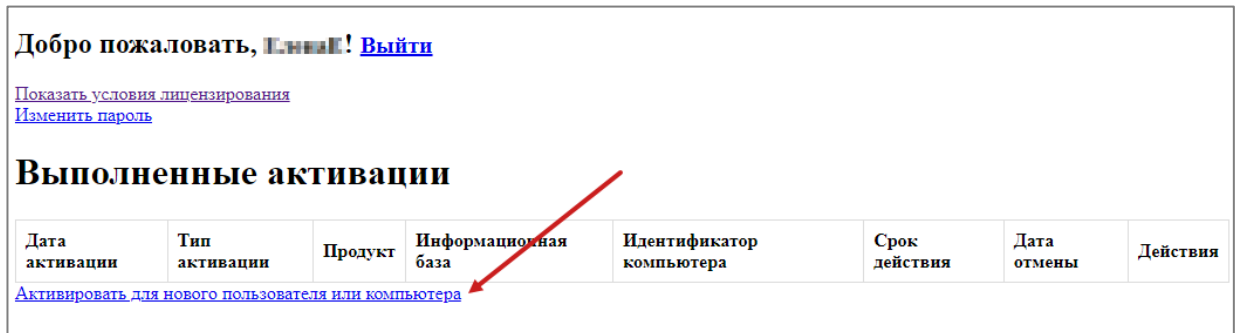 Добро пожаловать, ! Выйти
Показать условия лицензирования
Изменить пароль
Выполненные активации
Дата активации
Тип активации
Продукт
Информационная база
Идентификатор компьютера
Срок действия
Дата отмены
Действия
Активировать для нового пользователя или компьютера